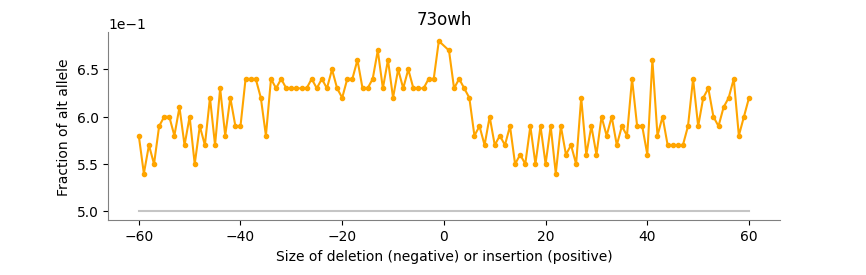 73owh
1e−1
Fraction of alt allele
6.5
6.0
5.5
5.0
−60 −40 −20 0 20 40 60
Size of deletion (negative) or insertion (positive)